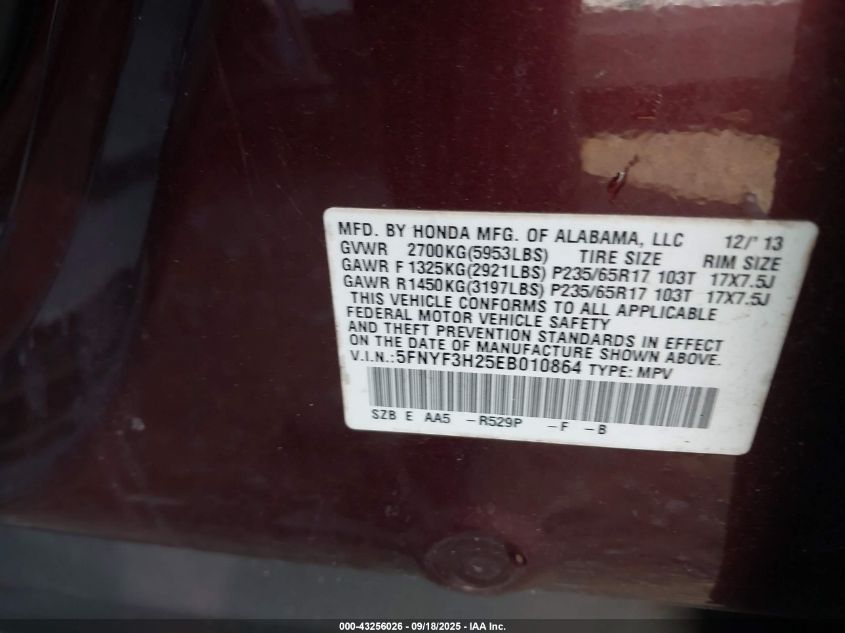 MFD. BY HONDA MFG. OF ALABAMA, LLC 12/'13
GVWR 2700KG(5953LBS) TIRE SIZE RIM SIZE
GAWR F 1325KG(2921LBS) P235/65R17 103T 17X7.5J
GAWR R1450KG(3197LBS) P235/65R17 103T 17X7.5J
THIS VEHICLE CONFORMS TO ALL APPLICABLE
FEDERAL MOTOR VEHICLE SAFETY
AND THEFT PREVENTION STANDARDS IN EFFECT
ON THE DATE OF MANUFACTURE SHOWN ABOVE.
V.I.N.:5FNYF3H25EB010864 TYPE: MPV
SZB E AA5 -R529P -F -B
000-43256026 - 09/18/2025 - IAA Inc.